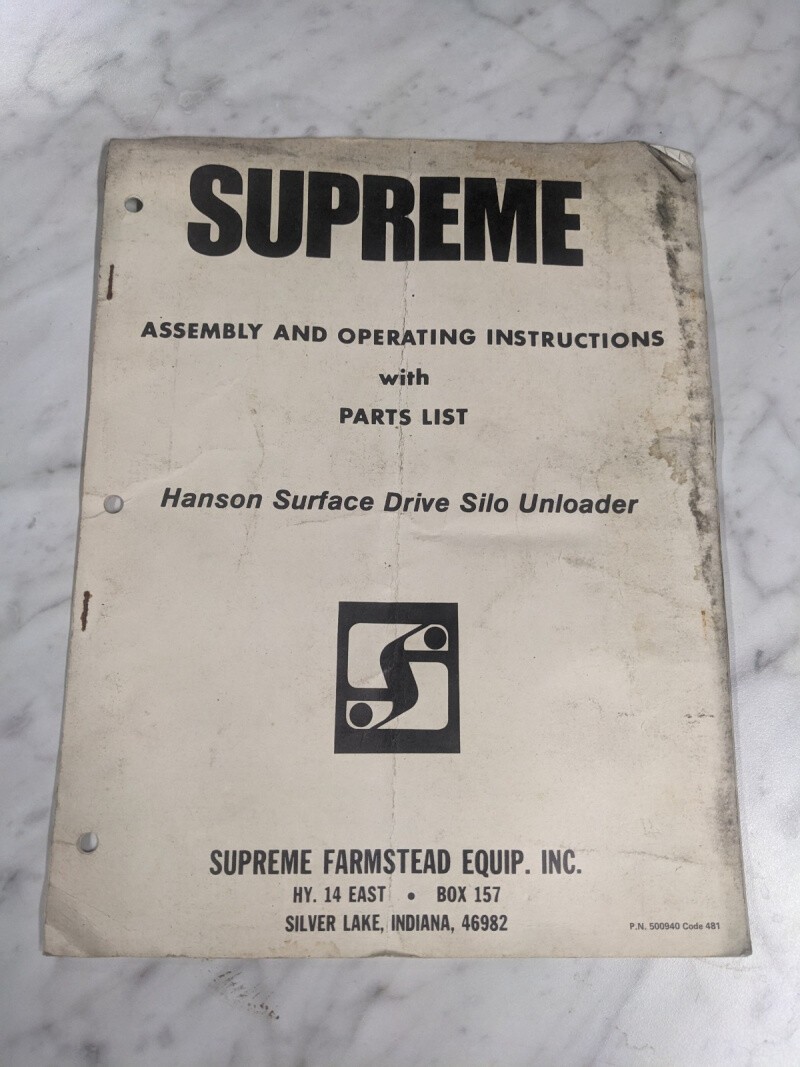 SUPREME
ASSEMBLY AND OPERATING INSTRUCTIONS
with
PARTS LIST
Hanson Surface Drive Silo Unloader
SUPREME FARMSTEAD EQUIP. INC.
HY. 14 EAST • BOX 157
SILVER LAKE, INDIANA, 46982
P.N. 500940 Code 481